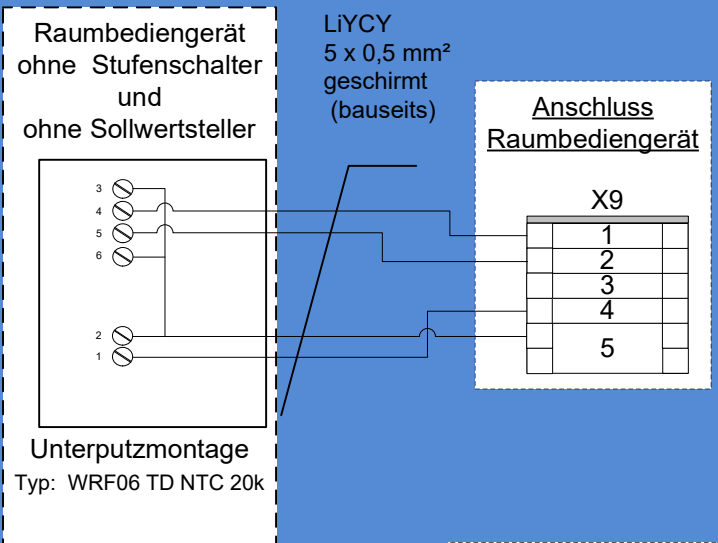 Raumbediengerät
ohne Stufenschalter
und
ohne Sollwertsteller
LiYCY
5 x 0,5 mm²
geschirmt
(bauseits)
Anschluss
Raumbediengerät
3
4
5
6
2
1
X9
1
2
3
4
5
Unterputzmontage
Typ: WRF06 TD NTC 20k